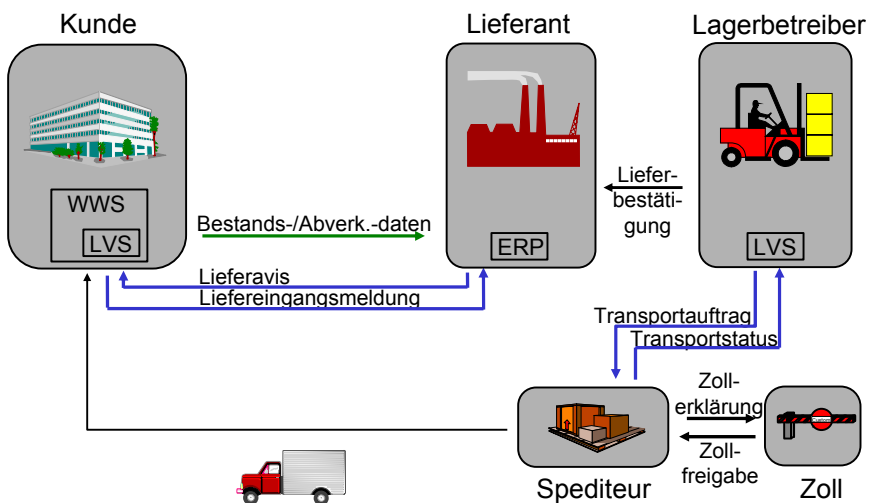 Kunde
Lieferant
Lagerbetreiber
WWS
LVS
Bestands-/Abverk.-daten
ERP
Liefer-
bestäti-
gung
LVS
Lieferavis
Liefereingangsmeldung
Transportauftrag
Transportstatus
Zoll-
erklärung
Custom
Zoll-
freigabe
Spediteur
Zoll